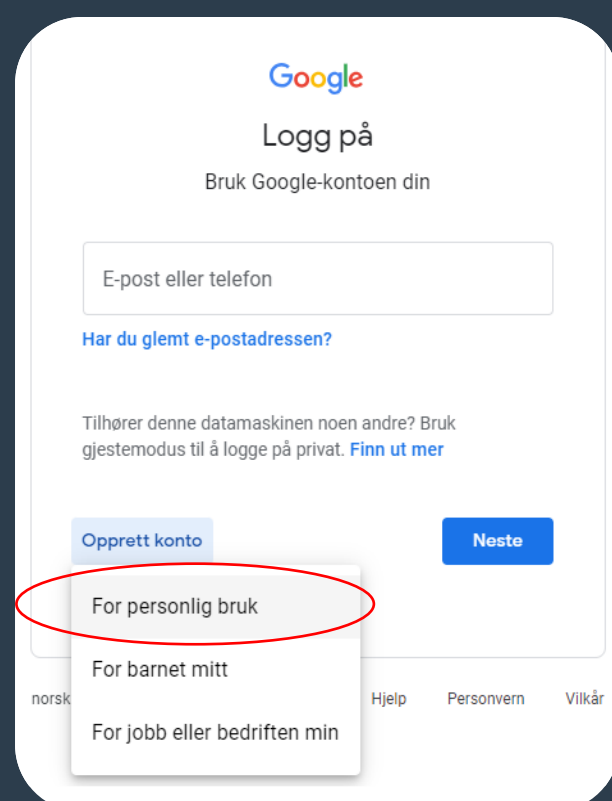 Google
Logg på
Bruk Google-kontoen din
E-post eller telefon
Har du glemt e-postadressen?
Tilhører denne datamaskinen noen andre? Bruk
gjestemodus til å logge på privat. Finn ut mer
Opprett konto Neste
For personlig bruk
For barnet mitt
norsk Hjelp Personvern Vilkår
For jobb eller bedriften min